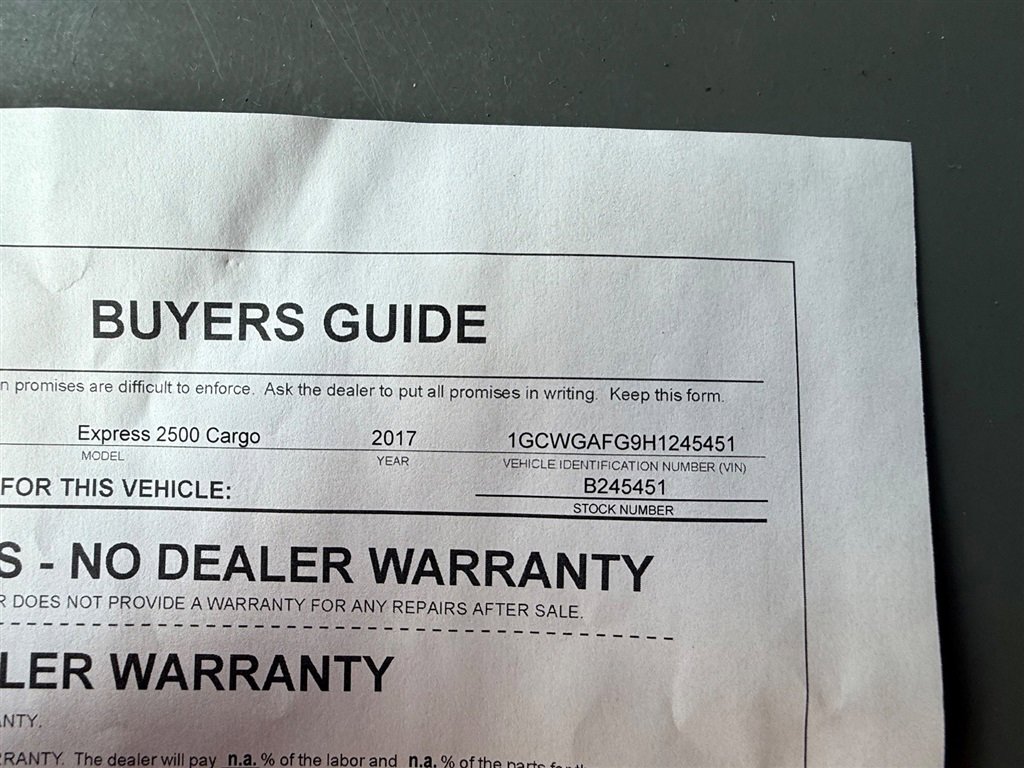 BUYERS GUIDE
promises are difficult to enforce. Ask the dealer to put all promises in writing. Keep this form.
Express 2500 Cargo 2017 1GCWGAFG9H1245451
MODEL YEAR VEHICLE IDENTIFICATION NUMBER (VIN)
B245451
FOR THIS VEHICLE:
STOCK NUMBER
S - NO DEALER WARRANTY
R DOES NOT PROVIDE A WARRANTY FOR ANY REPAIRS AFTER SALE.
LER WARRANTY
ANTY.
RRANTY. The dealer will pay n.a. % of the labor and n.a. % of the parts for